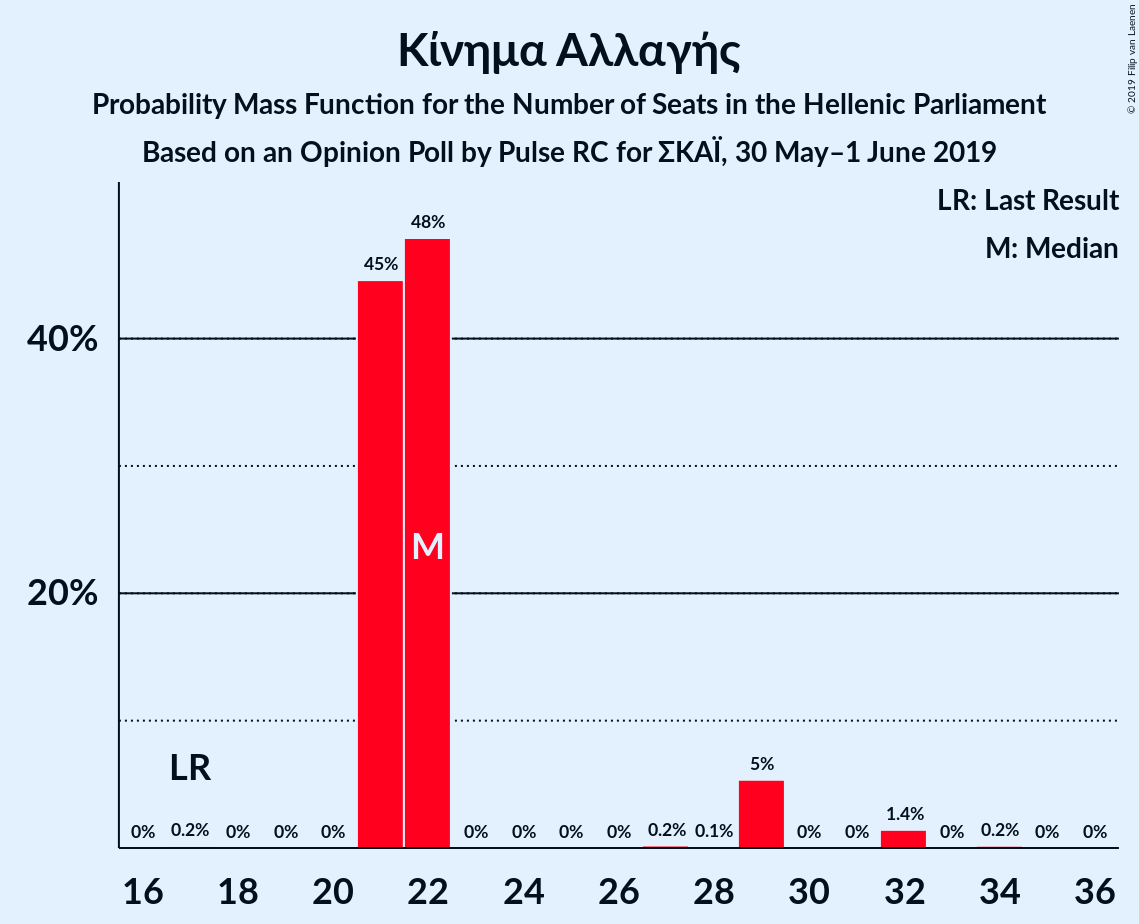 Κίνημα Αλλαγής
Probability Mass Function for the Number of Seats in the Hellenic Parliament
Based on an Opinion Poll by Pulse RC for ΣΚΑΪ, 30 May–1 June 2019
© 2019 Filip van Laenen
LR: Last Result
M: Median
48%
45%
40%
M
20%
LR
5%
0% 0.2% 0% 0% 0% 0% 0% 0% 0% 0.2% 0.1% 0% 0% 1.4% 0% 0.2% 0% 0%
16 18 20 22 24 26 28 30 32 34 36